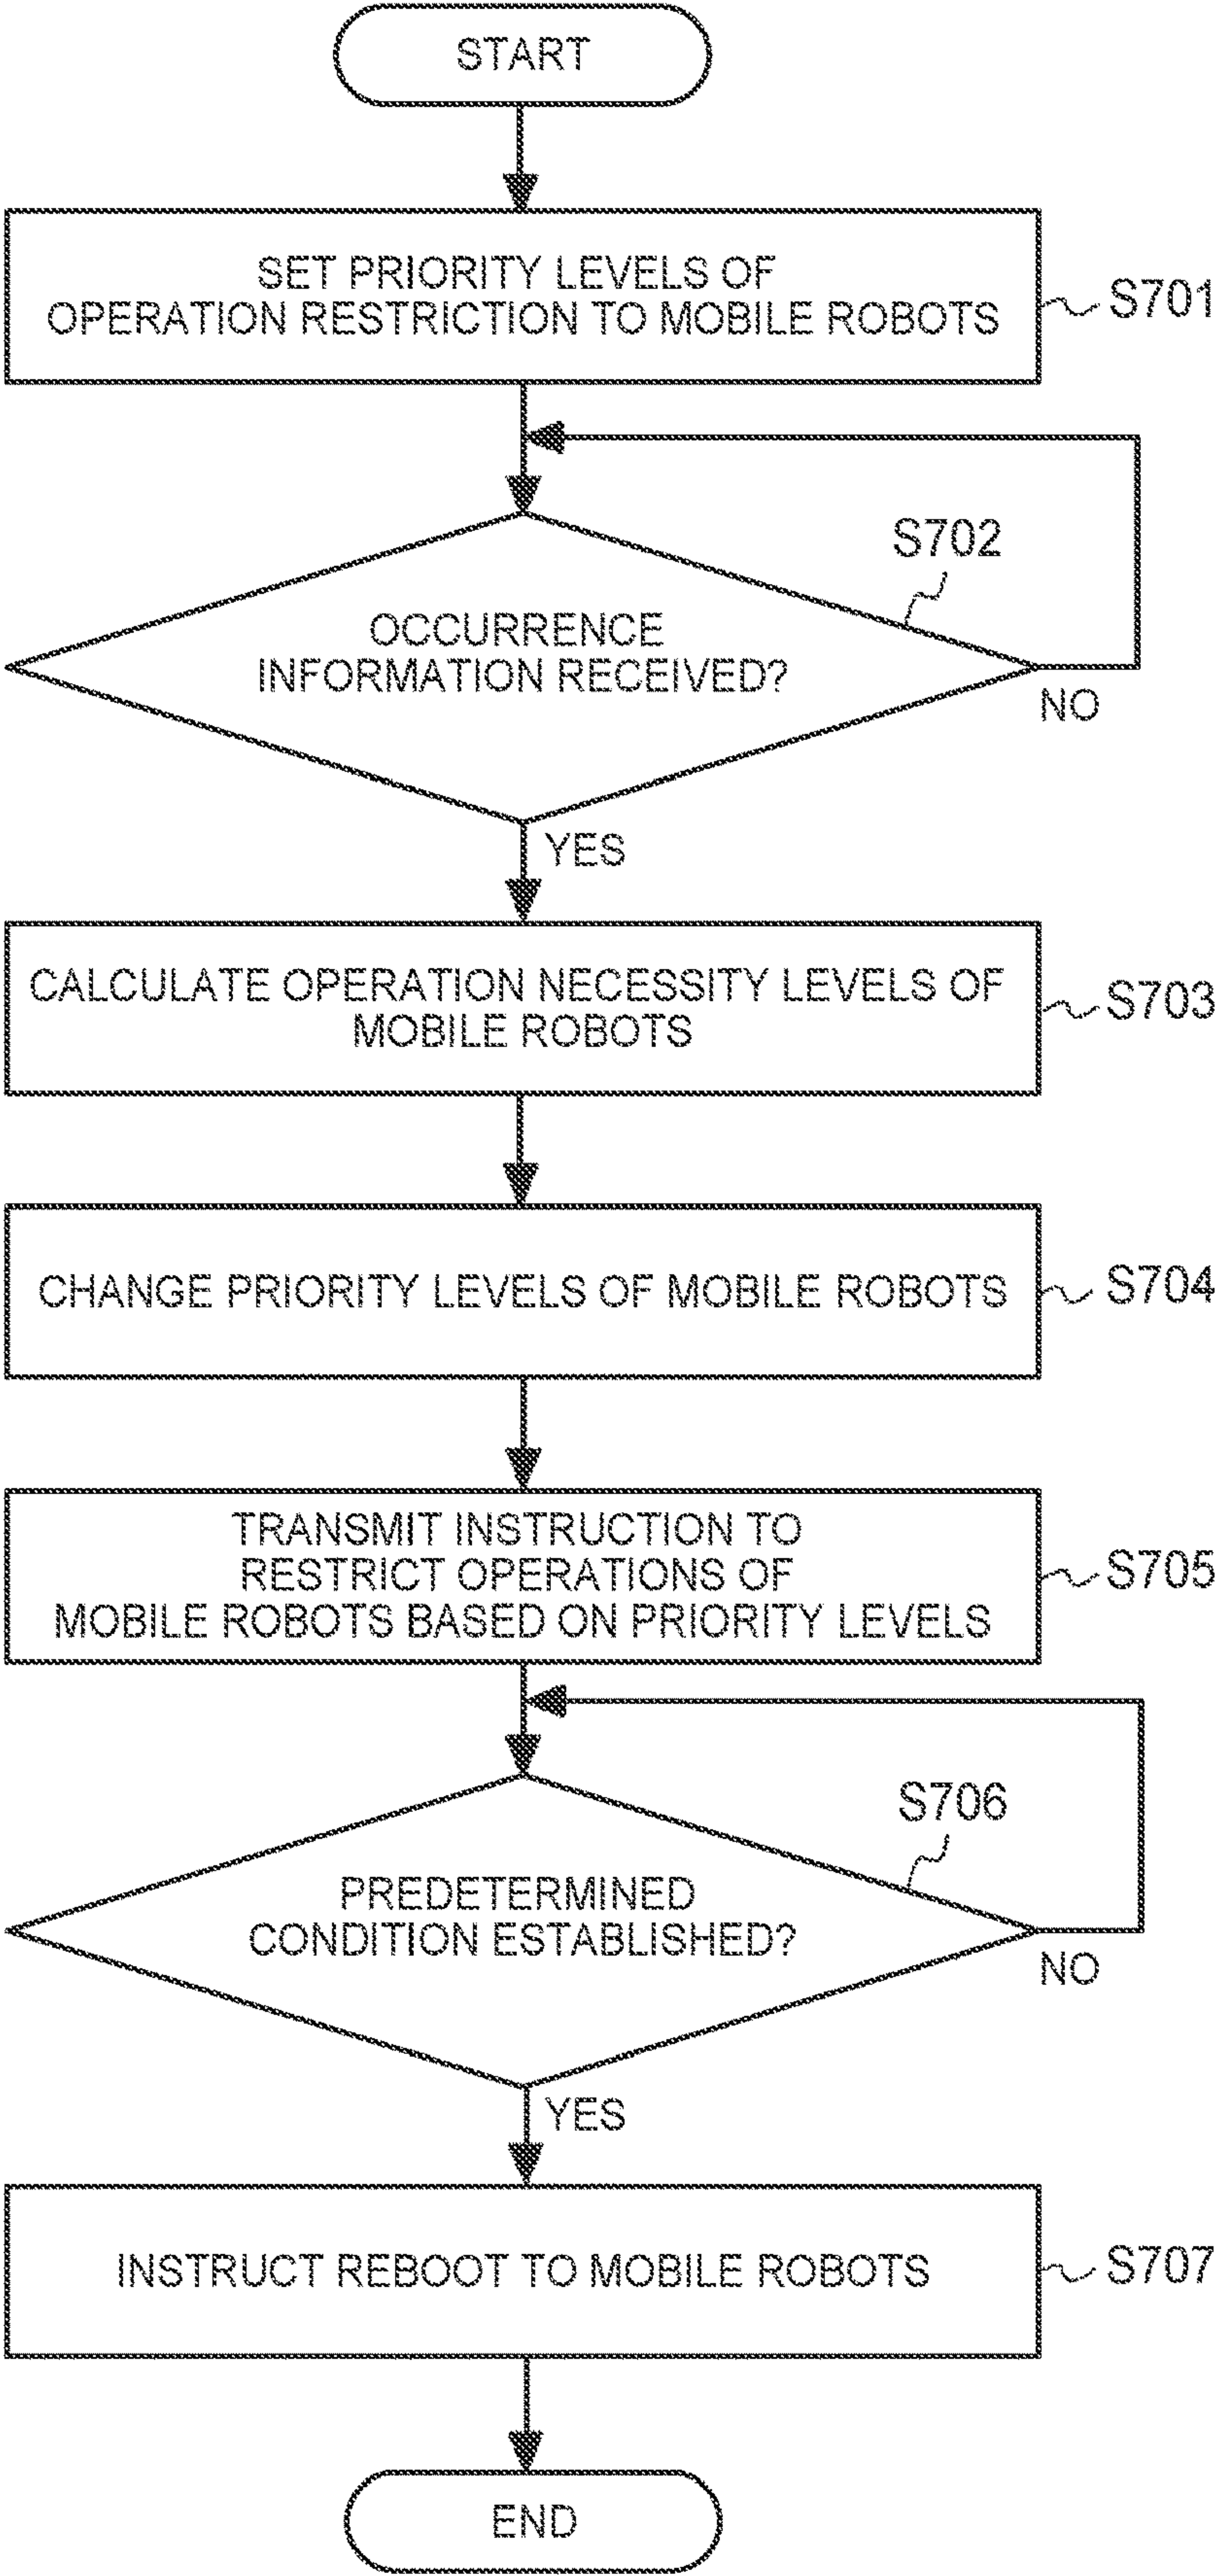 START
SET PRIORITY LEVELS OF
OPERATION RESTRICTION TO MOBILE ROBOTS
S701
S702
OCCURRENCE
INFORMATION RECEIVED?
NO
YES
CALCULATE OPERATION NECESSITY LEVELS OF
MOBILE ROBOTS
S703
CHANGE PRIORITY LEVELS OF MOBILE ROBOTS
S704
TRANSMIT INSTRUCTION TO
RESTRICT OPERATIONS OF
MOBILE ROBOTS BASED ON PRIORITY LEVELS
S705
S706
PREDETERMINED
CONDITION ESTABLISHED?
NO
YES
INSTRUCT REBOOT TO MOBILE ROBOTS
S707
END